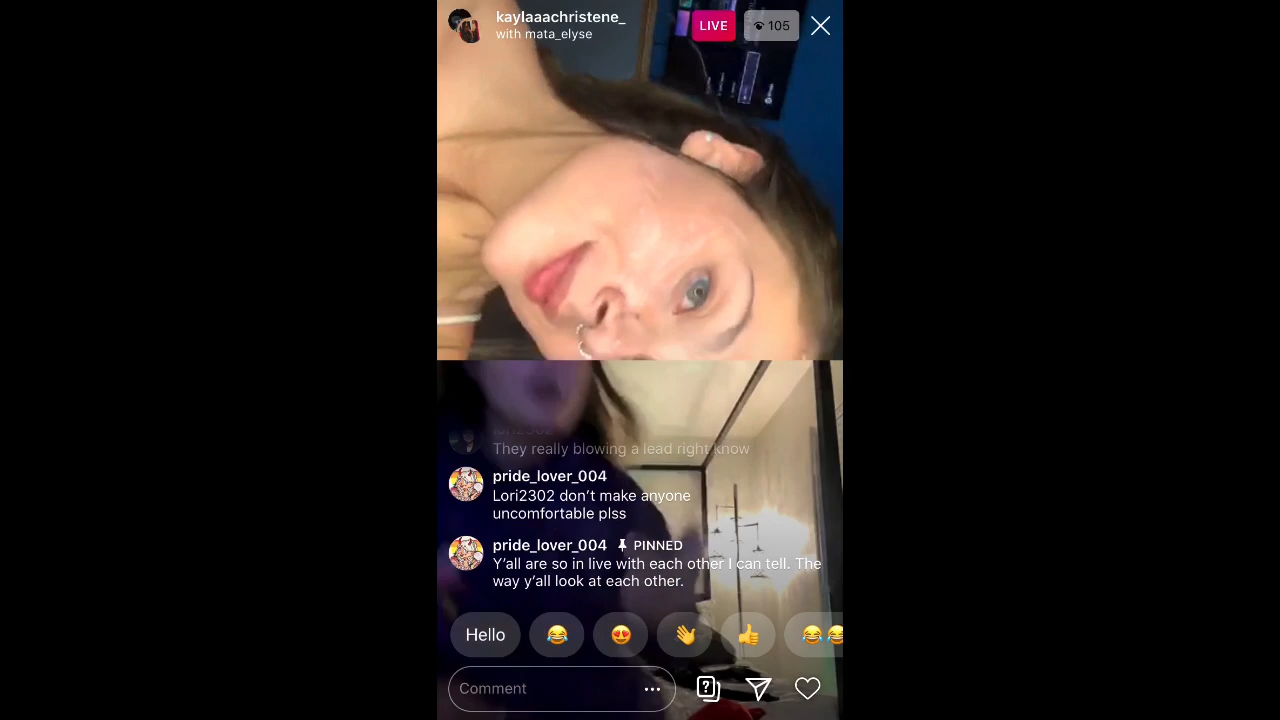 kaylaaachristene_
with mata_elyse
LIVE
105
lori2302
They really blowing a lead right know
pride_lover_004
Lori2302 don’t make anyone
uncomfortable plss
pride_lover_004 PINNED
Y’all are so in live with each other I can tell. The
way y’all look at each other.
Hello
Comment